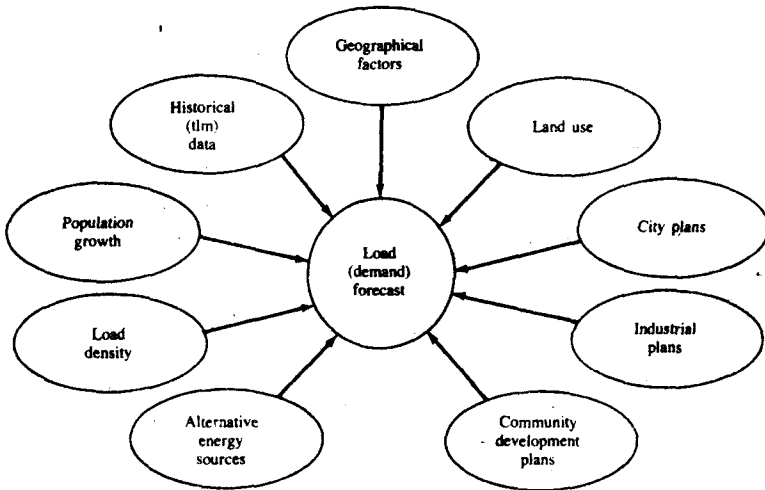 Geographical
factors
Historical
(tlm)
data
Land use
Population
growth
Load
(demand)
forecast
City plans
Load
density
Industrial
plans
Alternative
energy
sources
Community
development
plans